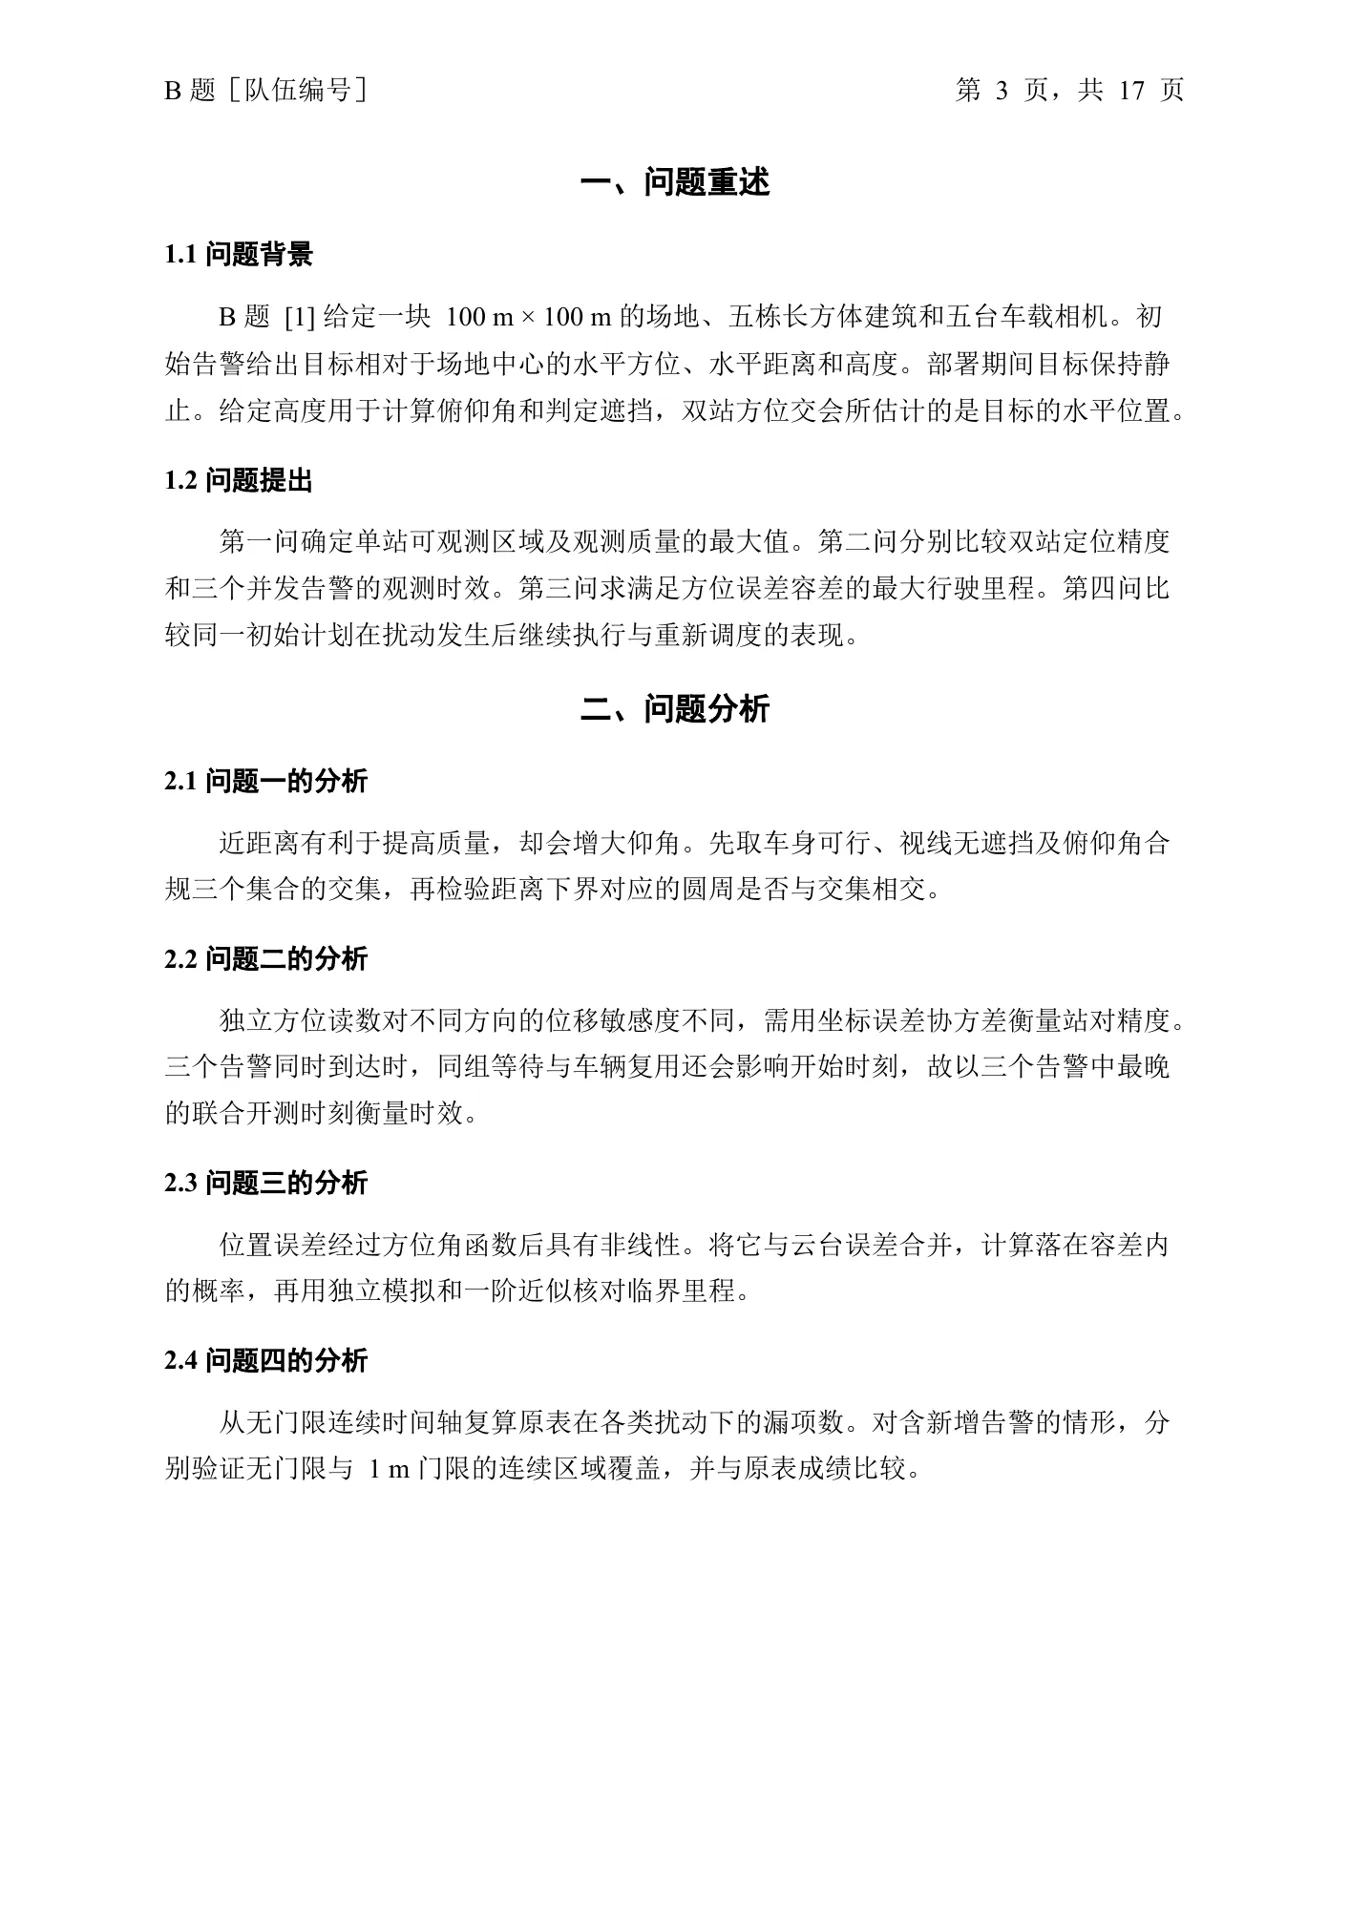 B 题［队伍编号］ 第 3 页，共 17 页
一、问题重述
1.1 问题背景
B 题 [1] 给定一块 100 m × 100 m 的场地、五栋长方体建筑和五台车载相机。初
始告警给出目标相对于场地中心的水平方位、水平距离和高度。部署期间目标保持静
止。给定高度用于计算俯仰角和判定遮挡，双站方位交会所估计的是目标的水平位置。
1.2 问题提出
第一问确定单站可观测区域及观测质量的最大值。第二问分别比较双站定位精度
和三个并发告警的观测时效。第三问求满足方位误差容差的最大行驶里程。第四问比
较同一初始计划在扰动发生后继续执行与重新调度的表现。
二、问题分析
2.1 问题一的分析
近距离有利于提高质量，却会增大仰角。先取车身可行、视线无遮挡及俯仰角合
规三个集合的交集，再检验距离下界对应的圆周是否与交集相交。
2.2 问题二的分析
独立方位读数对不同方向的位移敏感度不同，需用坐标误差协方差衡量站对精度。
三个告警同时到达时，同组等待与车辆复用还会影响开始时刻，故以三个告警中最晚
的联合开测时刻衡量时效。
2.3 问题三的分析
位置误差经过方位角函数后具有非线性。将它与云台误差合并，计算落在容差内
的概率，再用独立模拟和一阶近似核对临界里程。
2.4 问题四的分析
从无门限连续时间轴复算原表在各类扰动下的漏项数。对含新增告警的情形，分
别验证无门限与 1 m 门限的连续区域覆盖，并与原表成绩比较。